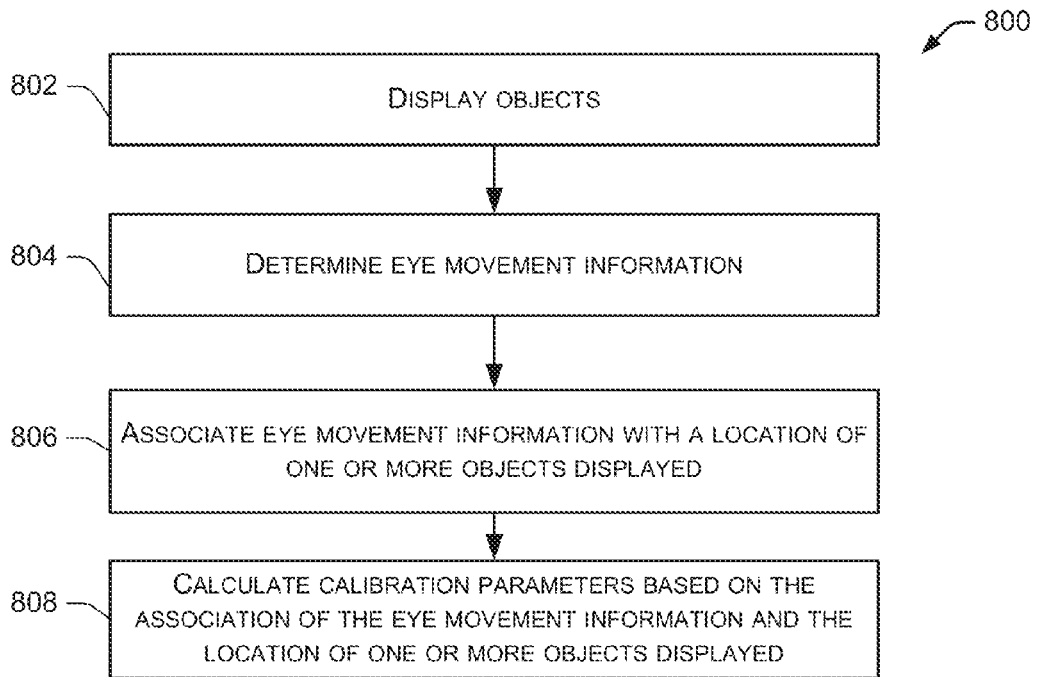 800
802
DISPLAY OBJECTS
804
DETERMINE EYE MOVEMENT INFORMATION
806
ASSOCIATE EYE MOVEMENT INFORMATION WITH A LOCATION OF
ONE OR MORE OBJECTS DISPLAYED
808
CALCULATE CALIBRATION PARAMETERS BASED ON THE
ASSOCIATION OF THE EYE MOVEMENT INFORMATION AND THE
LOCATION OF ONE OR MORE OBJECTS DISPLAYED